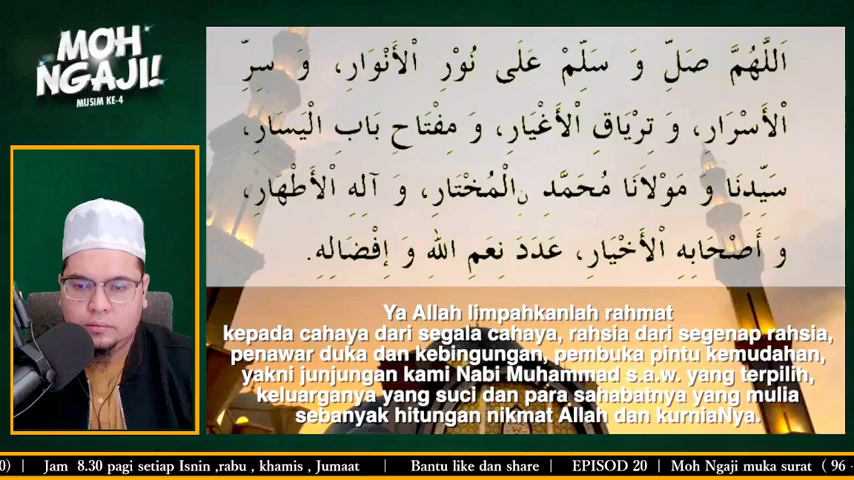 MOH
NGAJI!
MUSIM KE-4
اَللَّهُمَّ صَلِّ وَ سَلِّمْ عَلَى نُوْرِ الْأَنْوَارِ، وَ سِرِّ
الْأَسْرَارِ، وَ تِرْيَاقِ الْأَغْيَارِ، وَ مِفْتَاحِ بَابِ الْيَسَارِ،
سَيِّدِنَا وَ مَوْلَانَا مُحَمَّدِ نِالْمُخْتَارِ، وَ آلِهِ الْأَطْهَارِ،
وَ أَصْحَابِهِ الْأَخْيَارِ، عَدَدَ نِعَمِ اللهِ وَ إِفْضَالِهِ.
Ya Allah limpahkanlah rahmat
kepada cahaya dari segala cahaya, rahsia dari segenap rahsia,
penawar duka dan kebingungan, pembuka pintu kemudahan,
yakni junjungan kami Nabi Muhammad s.a.w. yang terpilih,
keluarganya yang suci dan para sahabatnya yang mulia
sebanyak hitungan nikmat Allah dan kurniaNya.
0) | Jam 8.30 pagi setiap Isnin ,rabu , khamis , Jumaat | Bantu like dan share | EPISOD 20 | Moh Ngaji muka surat ( 96 -